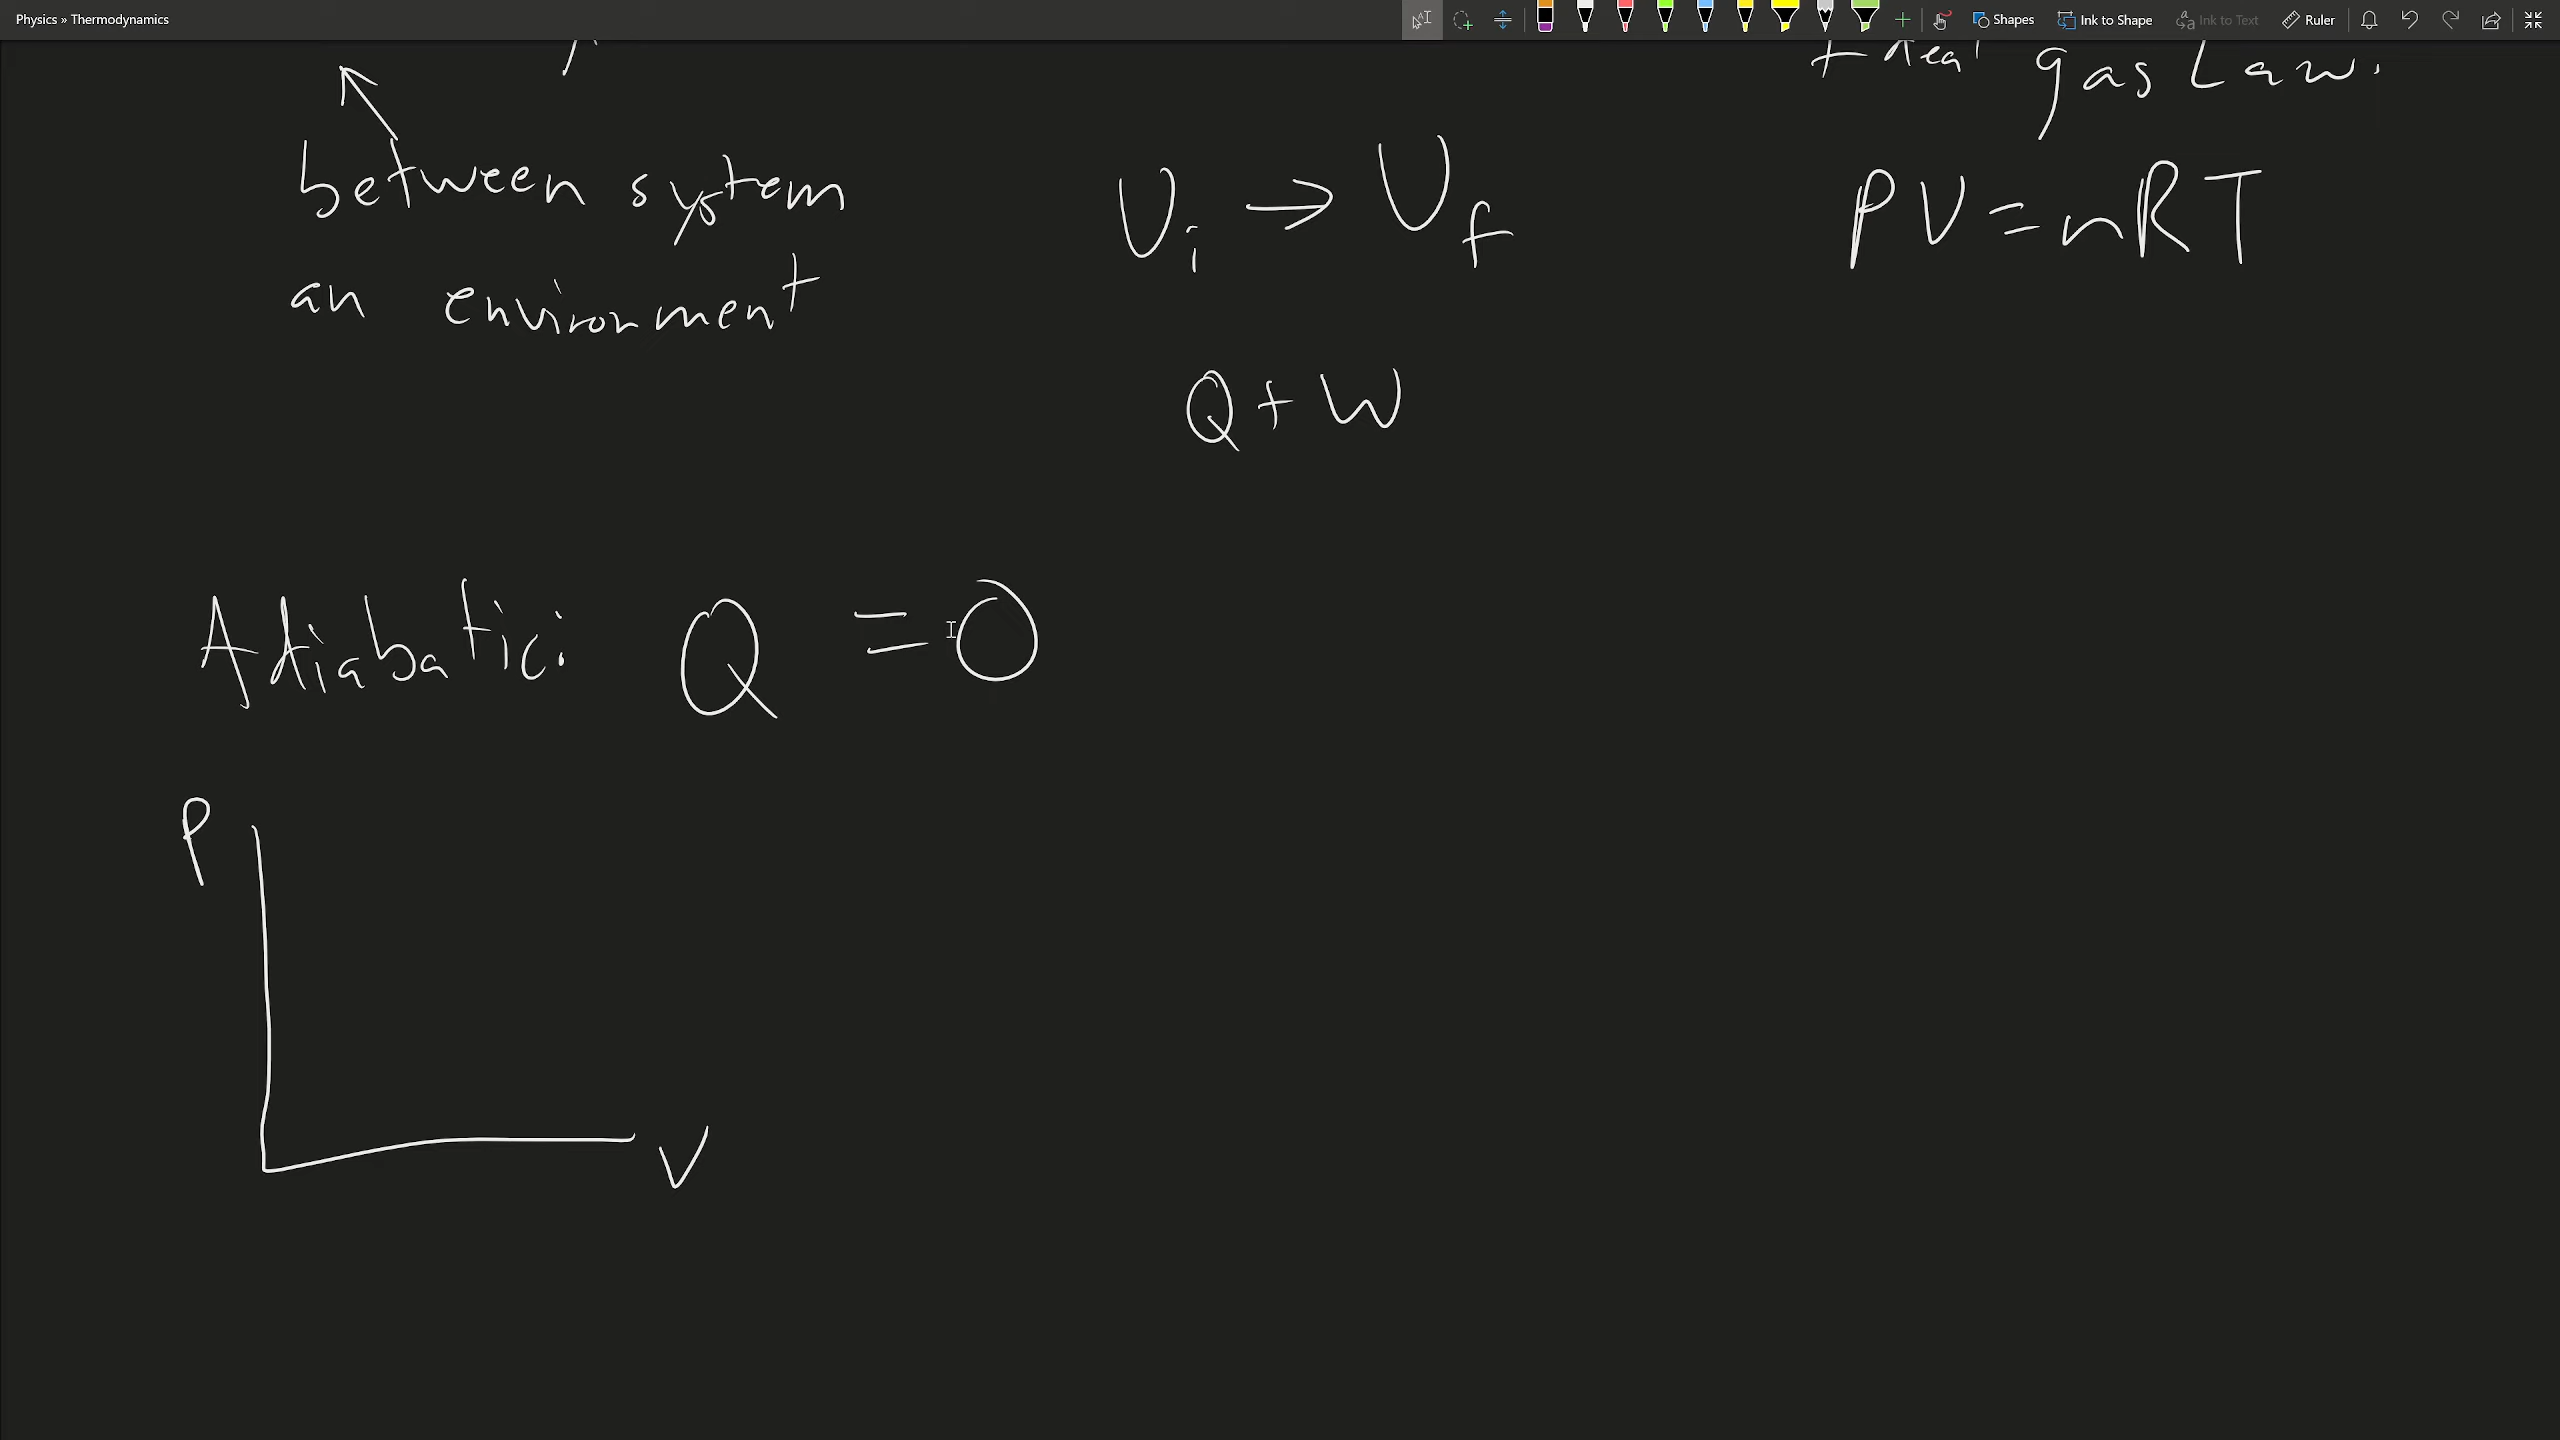 Physics » Thermodynamics
Shapes
Ink to Shape
Ink to Text
Ruler
Ideal gas Law.
between system
an environment
Ui → Uf
PV = nRT
Q + W
Adiabatic: Q = 0
P
V